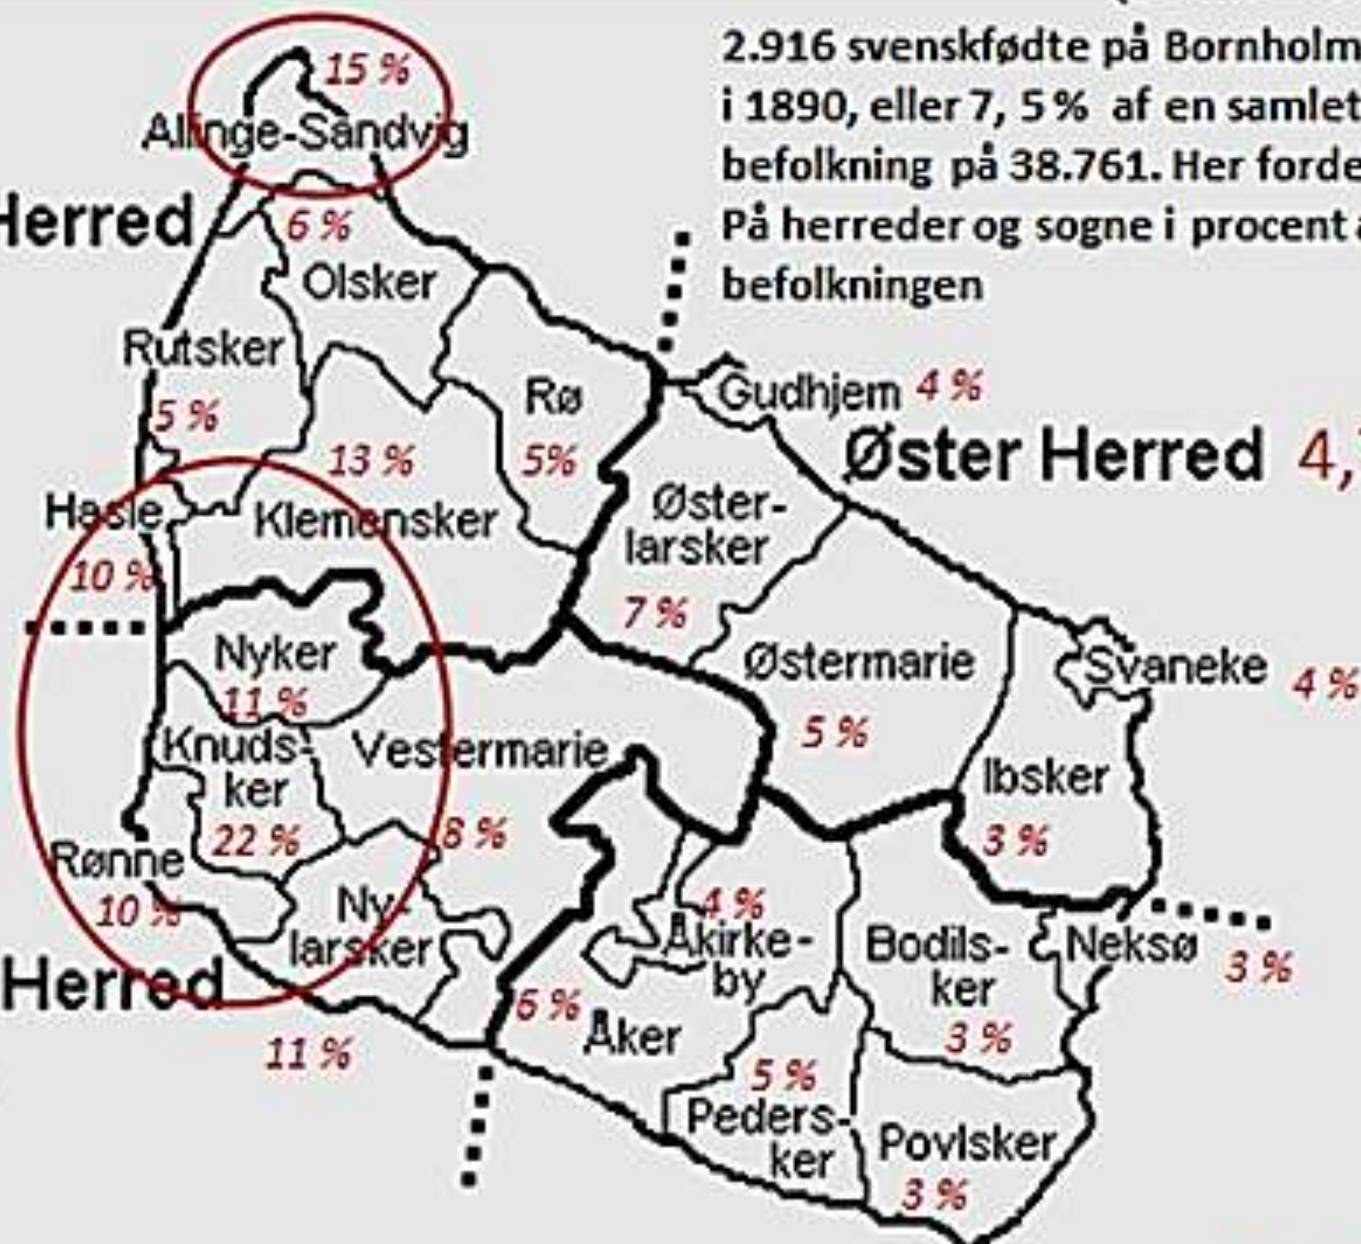 2.916 svenskfødte på Bornholm
i 1890, eller 7, 5 % af en samlet
befolkning på 38.761. Her forde
På herreder og sogne i procent a
befolkningen
15 %
Allinge-Sandvig
Herred
6 %
Olsker
Rutsker
5 %
Rø
5%
Gudhjem 4 %
Øster Herred 4,
13 %
Klemensker
Hasle
10 %
Øster-
larsker
7 %
Nyker
11 %
Østermarie
5 %
Svaneke 4 %
Knuds-
ker
22 %
Vestermarie
8 %
Ibsker
3 %
Rønne
10 %
Ny-
larsker
11 %
Herred
4 %
Åkirke-
by
Bodils-
ker
3 %
Neksø
3 %
6 %
Åker
5 %
Peders-
ker
Povlsker
3 %